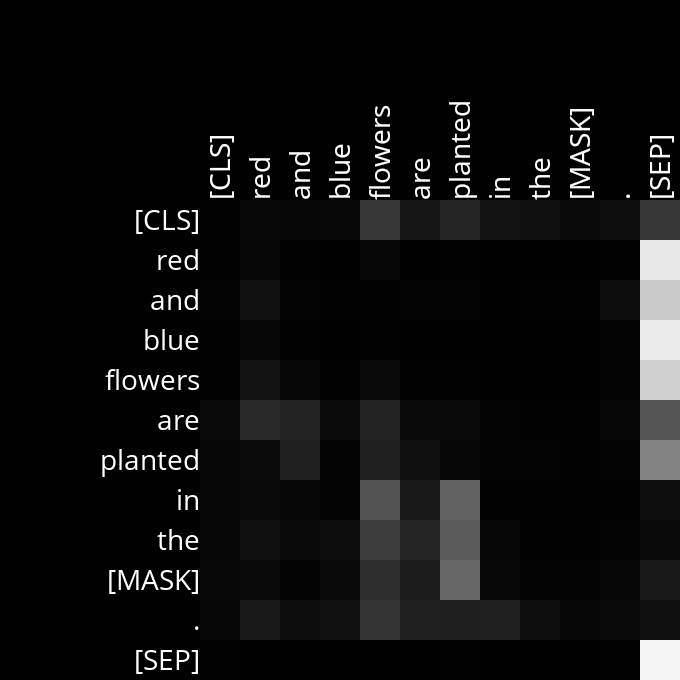 [CLS] red and blue flowers are planted in the [MASK] . [SEP]
[CLS]
red
and
blue
flowers
are
planted
in
the
[MASK]
.
[SEP]